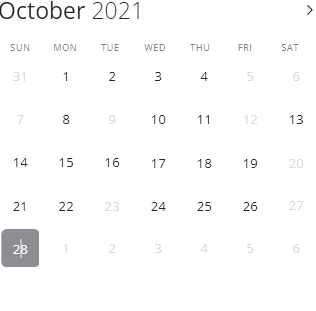 October 2021
SUN MON TUE WED THU FRI SAT
31 1 2 3 4 5 6
7 8 9 10 11 12 13
14 15 16 17 18 19 20
21 22 23 24 25 26 27
28 1 2 3 4 5 6